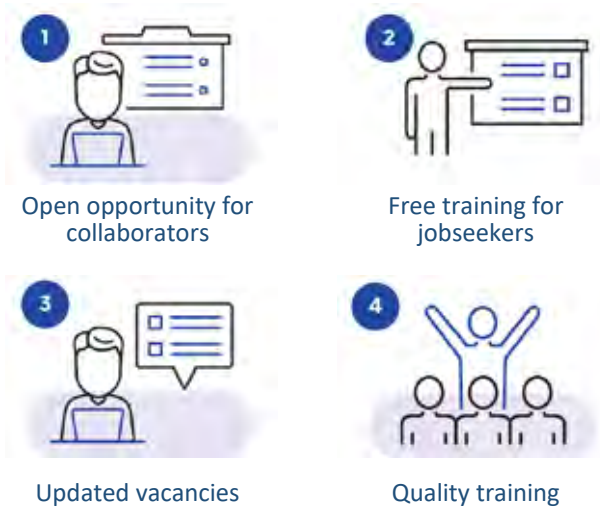 1
Open opportunity for
collaborators
2
Free training for
jobseekers
3
Updated vacancies
4
Quality training